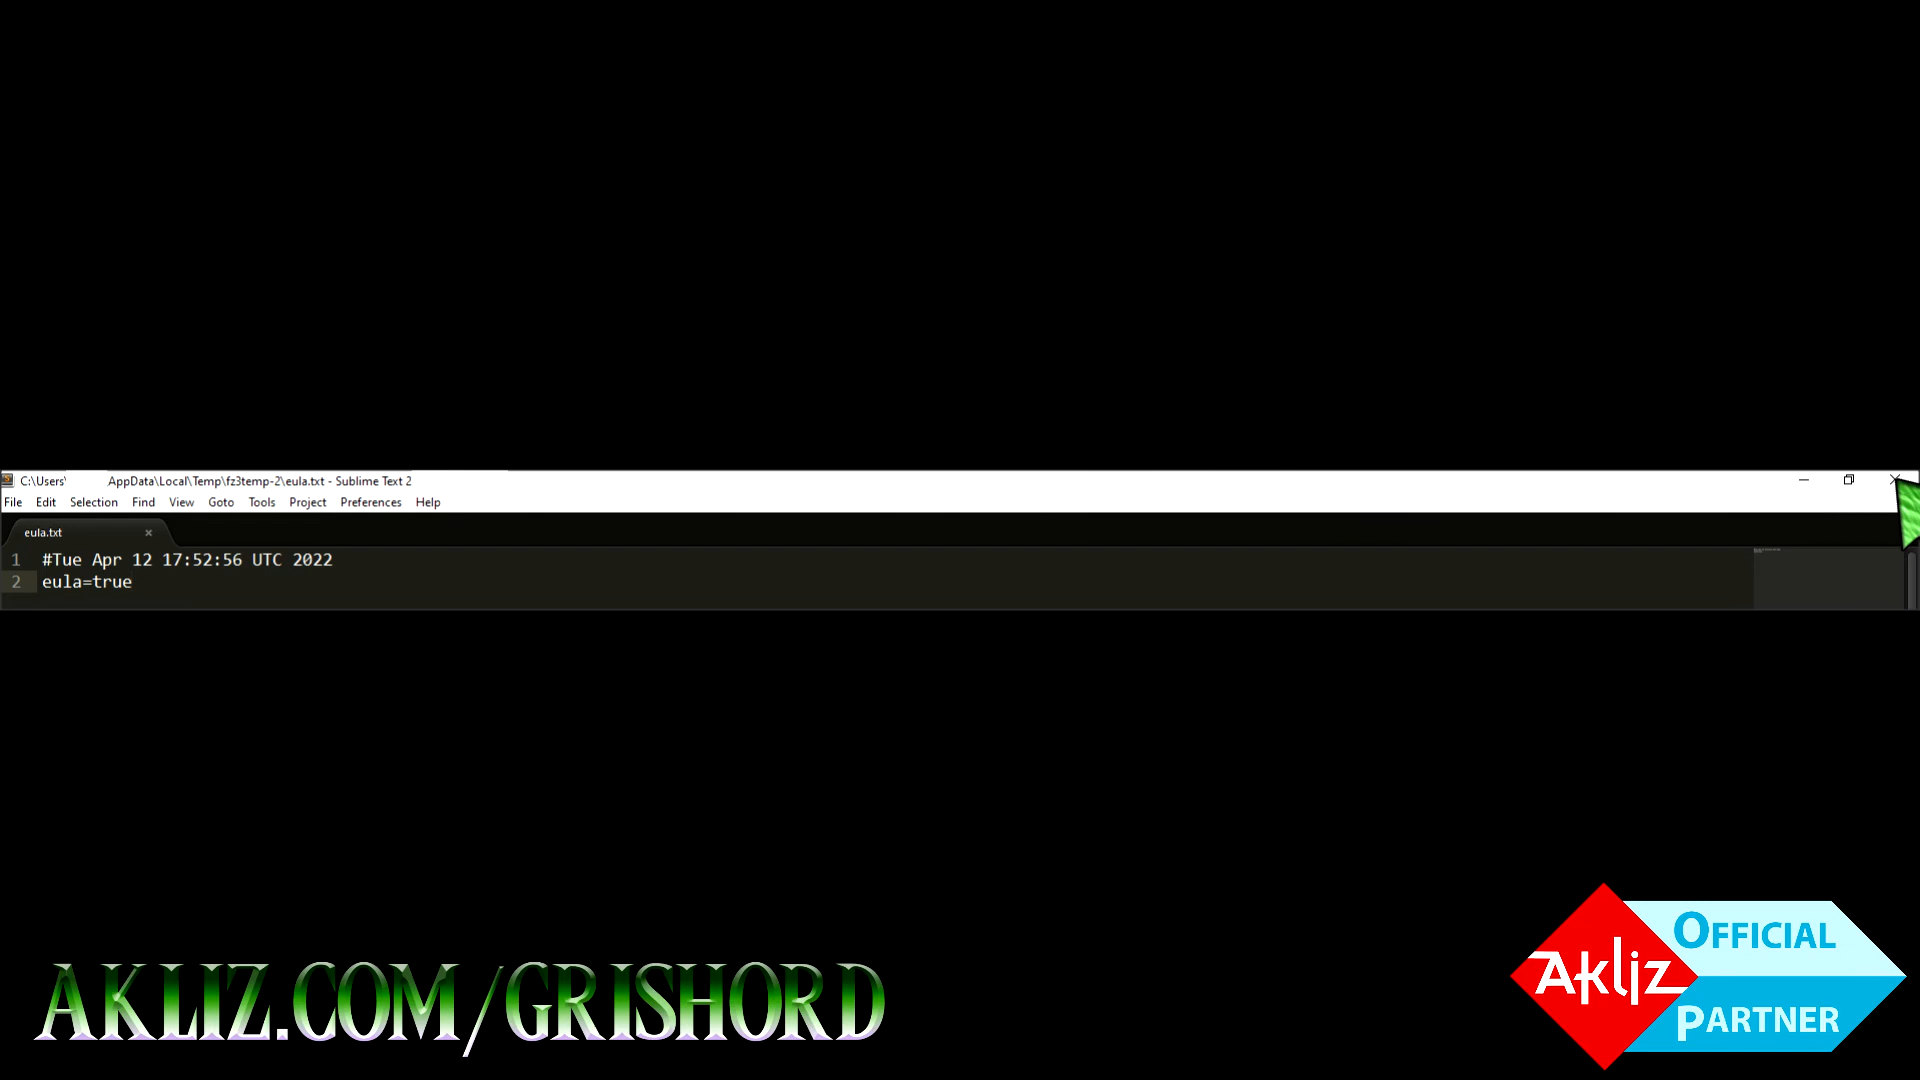 C:\Users\ AppData\Local\Temp\fz3temp-2\eula.txt - Sublime Text 2
File Edit Selection Find View Goto Tools Project Preferences Help
eula.txt ×
1 #Tue Apr 12 17:52:56 UTC 2022
2 eula=true
OFFICIAL
Akliz
PARTNER
AKLIZ.COM/GRISHORD